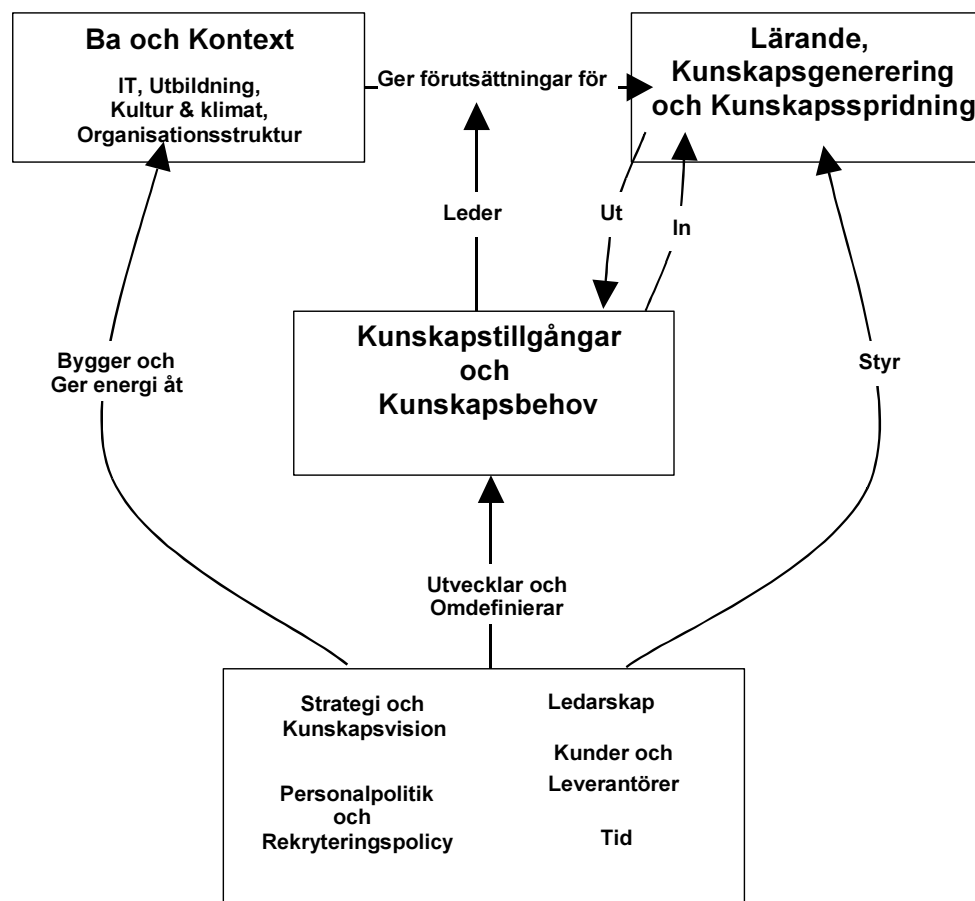 Ba och Kontext
IT, Utbildning,
Kultur & klimat,
Organisationsstruktur
Ger förutsättningar för
Lärande,
Kunskapsgenerering
och Kunskapsspridning
Leder
Ut
In
Kunskapstillgångar
och
Kunskapsbehov
Bygger och
Ger energi åt
Styr
Utvecklar och
Omdefinierar
Strategi och
Kunskapsvision
Personalpolitik
och
Rekryteringspolicy
Ledarskap
Kunder och
Leverantörer
Tid